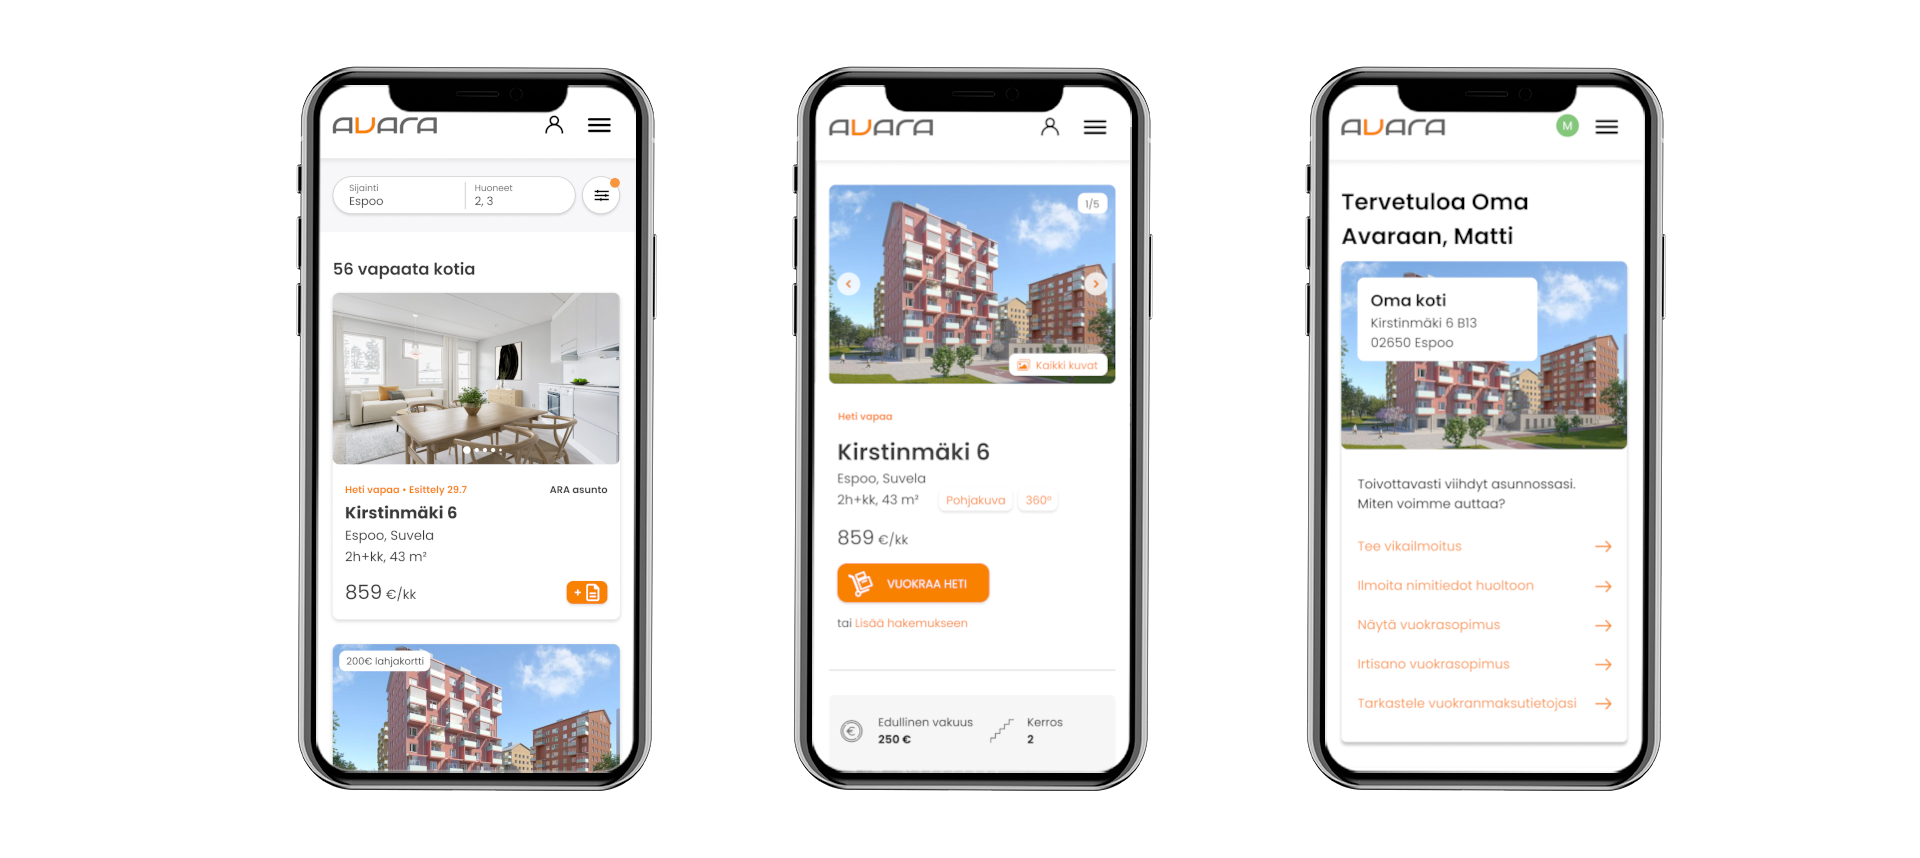 AVARA
Sijainti
Espoo
Huoneet
2, 3
56 vapaata kotia
Heti vapaa • Esittely 29.7
ARA asunto
Kirstinmäki 6
Espoo, Suvela
2h+kk, 43 m²
859 €/kk
+
200€ lahjakortti
AVARA
1/5
Kaikki kuvat
Heti vapaa
Kirstinmäki 6
Espoo, Suvela
2h+kk, 43 m²
Pohjakuva
360°
859 €/kk
VUOKRAA HETI
tai Lisää hakemukseen
Edullinen vakuus
250 €
Kerros
2
AVARA
M
Tervetuloa Oma
Avaraan, Matti
Oma koti
Kirstinmäki 6 B13
02650 Espoo
Toivottavasti viihdyt asunnossasi.
Miten voimme auttaa?
Tee vikailmoitus
Ilmoita nimitiedot huoltoon
Näytä vuokrasopimus
Irtisano vuokrasopimus
Tarkastele vuokranmaksutietojasi